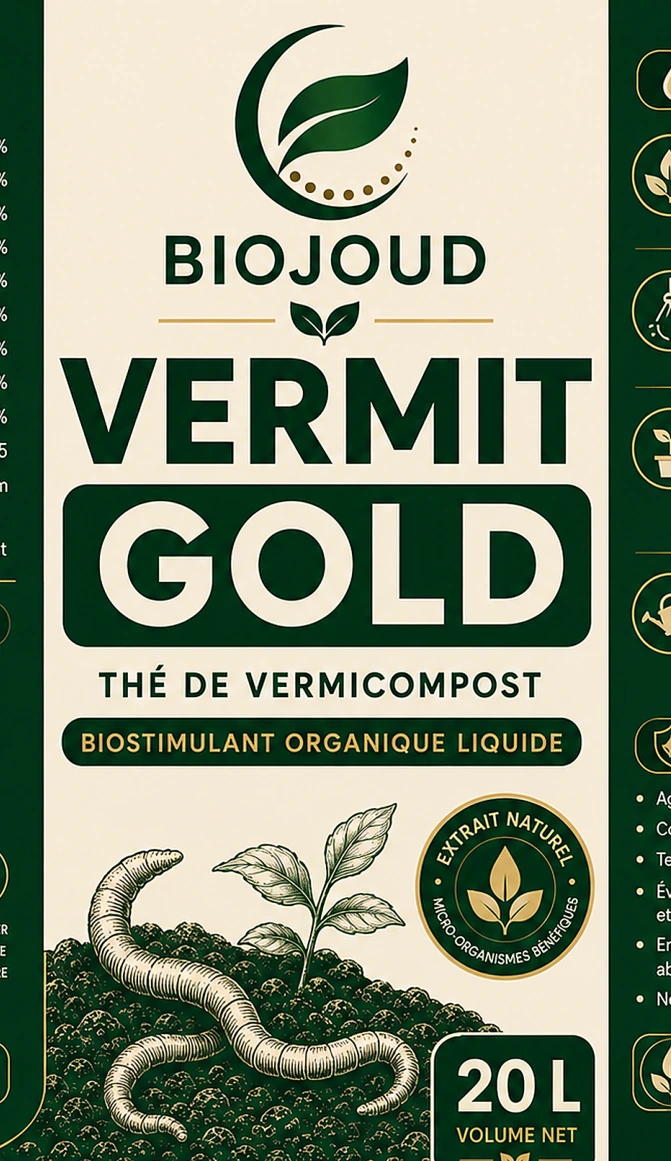 BIOJOUD
VERMIT
GOLD
THÉ DE VERMICOMPOST
BIOSTIMULANT ORGANIQUE LIQUIDE
EXTRAIT NATUREL
MICRO-ORGANISMES BÉNÉFIQUES
20 L
VOLUME NET